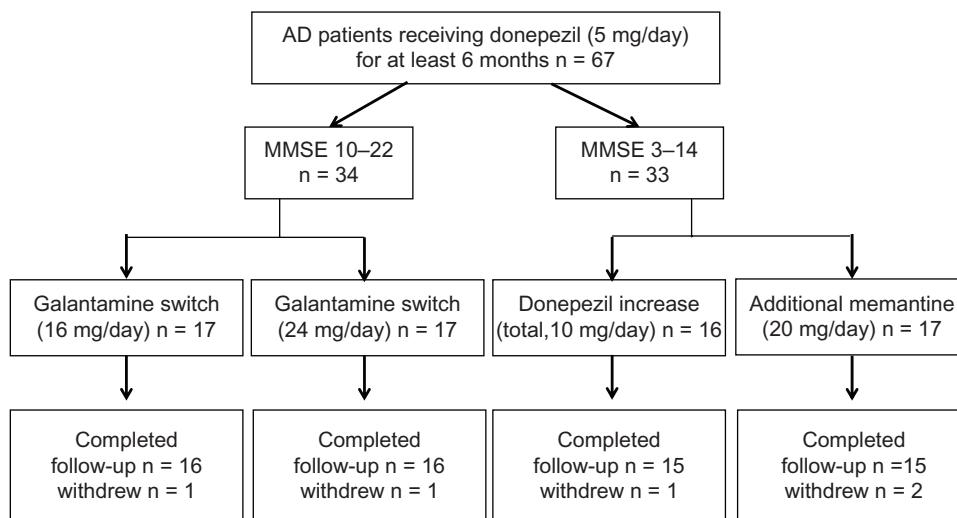 AD patients receiving donepezil (5 mg/day)
for at least 6 months n = 67
MMSE 10–22
n = 34
MMSE 3–14
n = 33
Galantamine switch
(16 mg/day) n = 17
Galantamine switch
(24 mg/day) n = 17
Donepezil increase
(total,10 mg/day) n = 16
Additional memantine
(20 mg/day) n = 17
Completed
follow-up n = 16
withdrew n = 1
Completed
follow-up n = 16
withdrew n = 1
Completed
follow-up n = 15
withdrew n = 1
Completed
follow-up n =15
withdrew n = 2